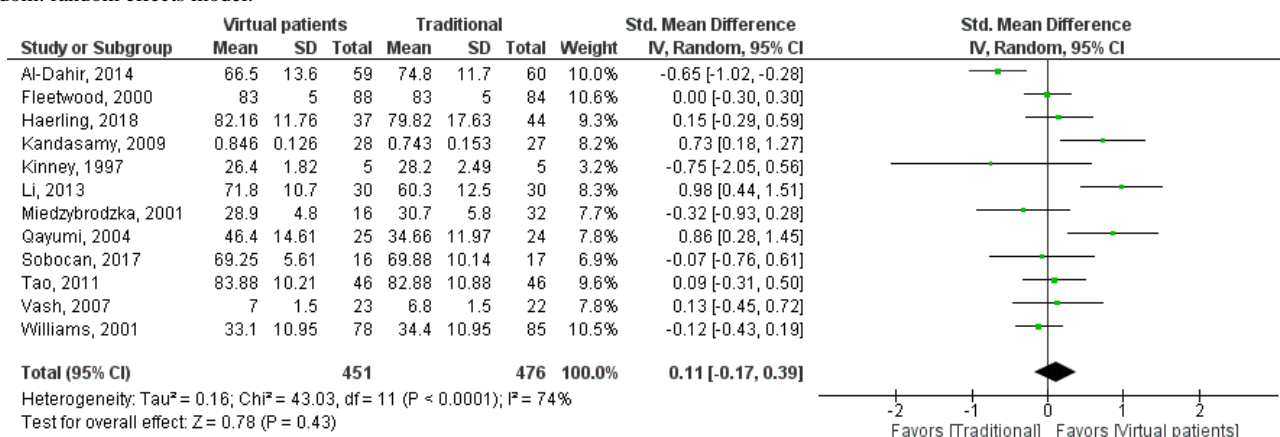 dom: random effects model.
Virtual patients Traditional Std. Mean Difference Std. Mean Difference
Study or Subgroup Mean SD Total Mean SD Total Weight IV, Random, 95% CI IV, Random, 95% CI
Al-Dahir, 2014 66.5 13.6 59 74.8 11.7 60 10.0% -0.65 [-1.02, -0.28]
Fleetwood, 2000 83 5 88 83 5 84 10.6% 0.00 [-0.30, 0.30]
Haerling, 2018 82.16 11.76 37 79.82 17.63 44 9.3% 0.15 [-0.29, 0.59]
Kandasamy, 2009 0.846 0.126 28 0.743 0.153 27 8.2% 0.73 [0.18, 1.27]
Kinney, 1997 26.4 1.82 5 28.2 2.49 5 3.2% -0.75 [-2.05, 0.56]
Li, 2013 71.8 10.7 30 60.3 12.5 30 8.3% 0.98 [0.44, 1.51]
Miedzybrodzka, 2001 28.9 4.8 16 30.7 5.8 32 7.7% -0.32 [-0.93, 0.28]
Qayumi, 2004 46.4 14.61 25 34.66 11.97 24 7.8% 0.86 [0.28, 1.45]
Sobocan, 2017 69.25 5.61 16 69.88 10.14 17 6.9% -0.07 [-0.76, 0.61]
Tao, 2011 83.88 10.21 46 82.88 10.88 46 9.6% 0.09 [-0.31, 0.50]
Vash, 2007 7 1.5 23 6.8 1.5 22 7.8% 0.13 [-0.45, 0.72]
Williams, 2001 33.1 10.95 78 34.4 10.95 85 10.5% -0.12 [-0.43, 0.19]
Total (95% CI) 451 476 100.0% 0.11 [-0.17, 0.39]
Heterogeneity: Tau² = 0.16; Chi² = 43.03, df = 11 (P < 0.0001); I² = 74%
Test for overall effect: Z = 0.78 (P = 0.43)
-2 -1 0 1 2
Favors [Traditional] Favors [Virtual patients]